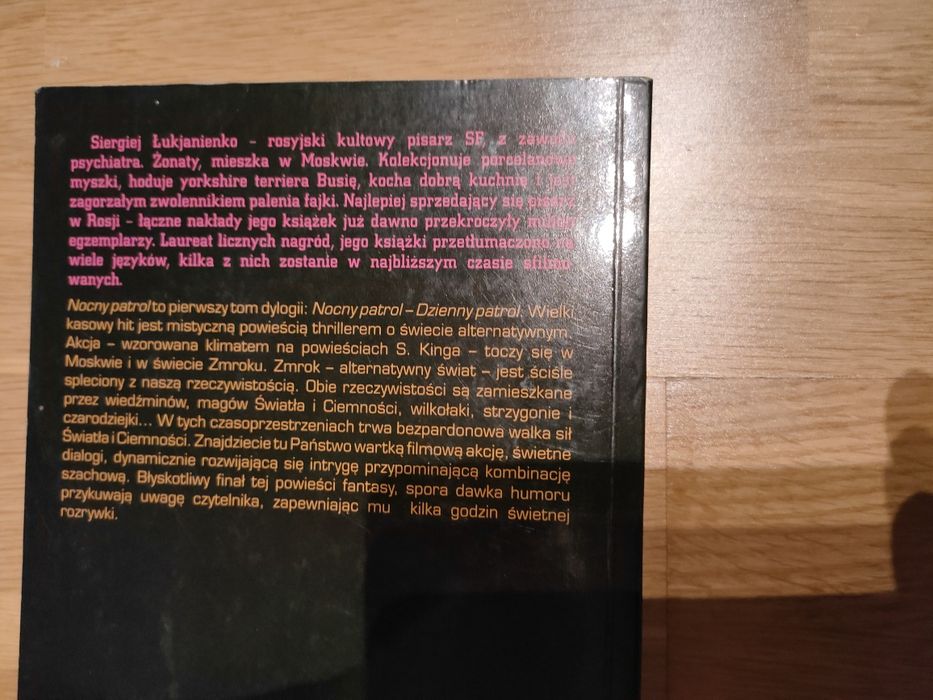 Siergiej Łukjanienko - rosyjski kultowy pisarz SF, z zawodu
psychiatra. Żonaty, mieszka w Moskwie. Kolekcjonuje porcelanowe
myszki, hoduje yorkshire terriera Busię, kocha dobrą kuchnię i jest
zagorzałym zwolennikiem palenia fajki. Najlepiej sprzedający się pisarz
w Rosji - łączne nakłady jego książek już dawno przekroczyły milion
egzemplarzy. Laureat licznych nagród, jego książki przetłumaczono na
wiele języków, kilka z nich zostanie w najbliższym czasie sfilmo-
wanych.
Nocny patrol to pierwszy tom dylogii: Nocny patrol – Dzienny patrol. Wielki
kasowy hit jest mistyczną powieścią thrillerem o świecie alternatywnym.
Akcja – wzorowana klimatem na powieściach S. Kinga – toczy się w
Moskwie i w świecie Zmroku. Zmrok – alternatywny świat – jest ściśle
spleciony z naszą rzeczywistością. Obie rzeczywistości są zamieszkane
przez wiedźminów, magów Światła i Ciemności, wilkołaki, strzygonie i
czarodziejki... W tych czasoprzestrzeniach trwa bezpardonowa walka sił
Światła i Ciemności. Znajdziecie tu Państwo wartką filmową akcję, świetne
dialogi, dynamicznie rozwijającą się intrygę przypominającą kombinację
szachową. Błyskotliwy finał tej powieści fantasy, spora dawka humoru
przykuwają uwagę czytelnika, zapewniając mu kilka godzin świetnej
rozrywki.